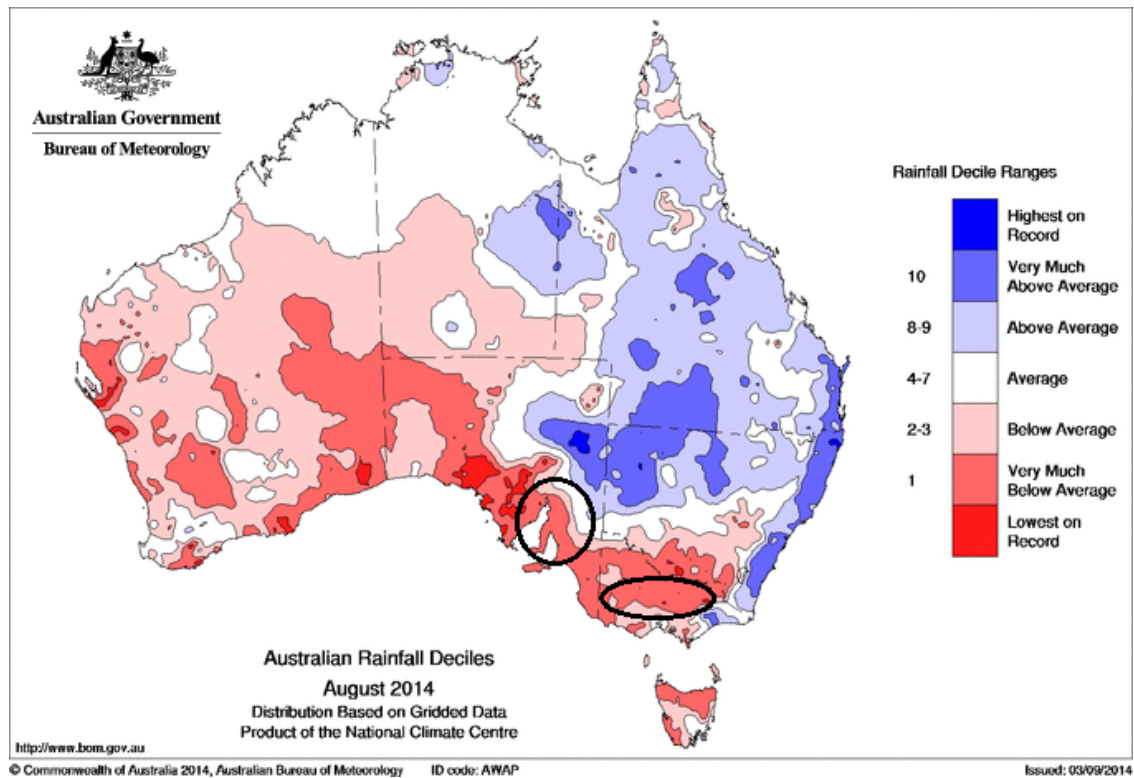 Australian Government
Bureau of Meteorology
Rainfall Decile Ranges
Highest on
Record
10
Very Much
Above Average
8-9
Above Average
4-7
Average
2-3
Below Average
1
Very Much
Below Average
Lowest on
Record
Australian Rainfall Deciles
August 2014
Distribution Based on Gridded Data
Product of the National Climate Centre
http://www.bom.gov.au
© Commonwealth of Australia 2014, Australian Bureau of Meteorology
ID code: AWAP
Issued: 03/09/2014